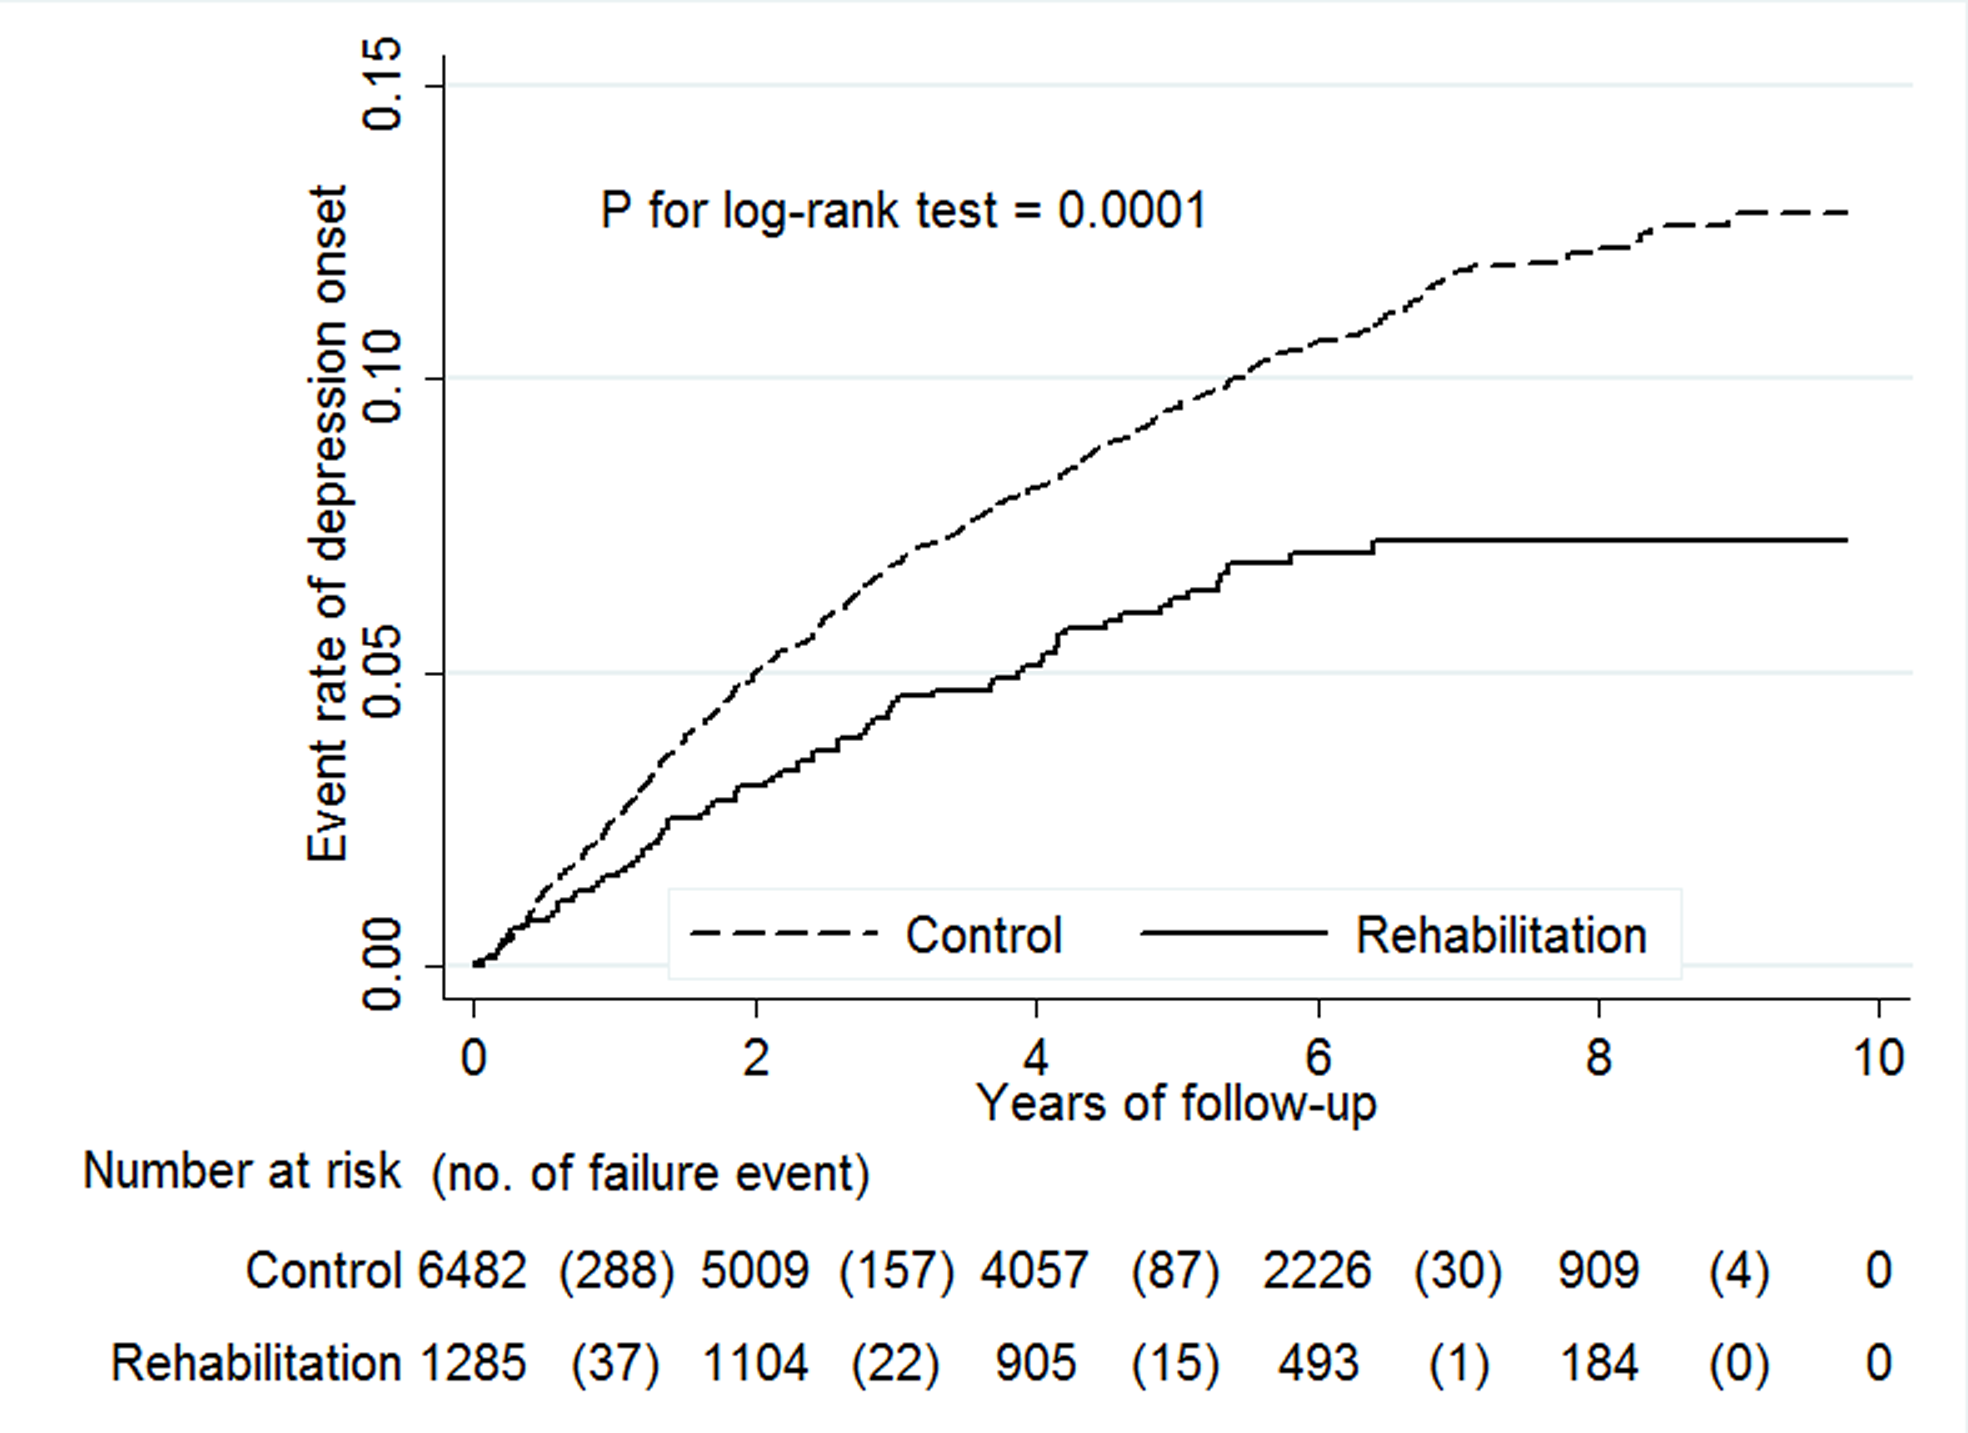 0.15
P for log-rank test = 0.0001
0.10
Event rate of depression onset
0.05
Control Rehabilitation
0.00
0 2 4 6 8 10
Years of follow-up
Number at risk (no. of failure event)
Control 6482 (288) 5009 (157) 4057 (87) 2226 (30) 909 (4) 0
Rehabilitation 1285 (37) 1104 (22) 905 (15) 493 (1) 184 (0) 0